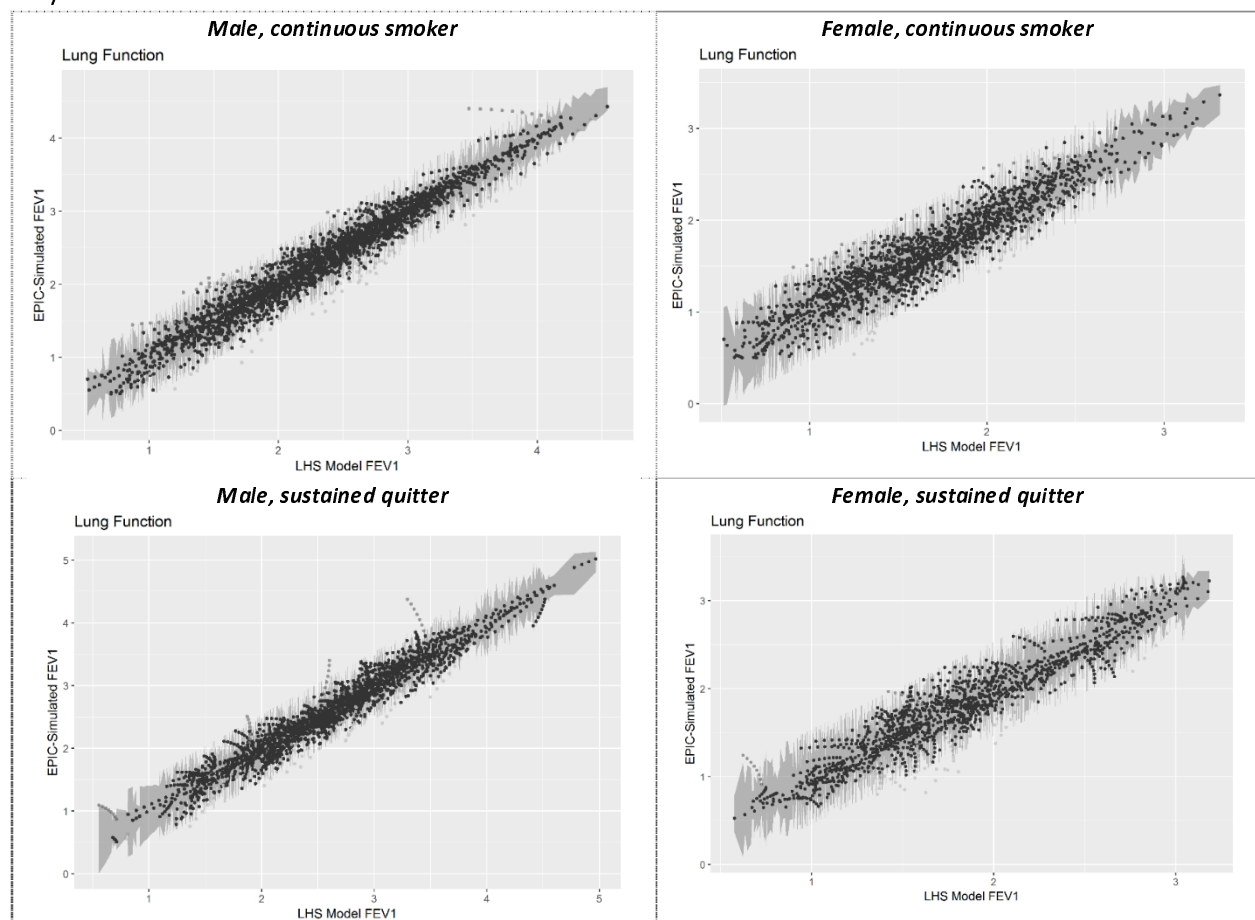 Male, continuous smoker
Lung Function
EPIC-Simulated FEV1
4
3
2
1
0
1 2 3 4
LHS Model FEV1
Female, continuous smoker
Lung Function
EPIC-Simulated FEV1
3
2
1
0
1 2 3
LHS Model FEV1
Male, sustained quitter
Lung Function
EPIC-Simulated FEV1
5
4
3
2
1
0
1 2 3 4 5
LHS Model FEV1
Female, sustained quitter
Lung Function
EPIC-Simulated FEV1
3
2
1
0
1 2 3
LHS Model FEV1